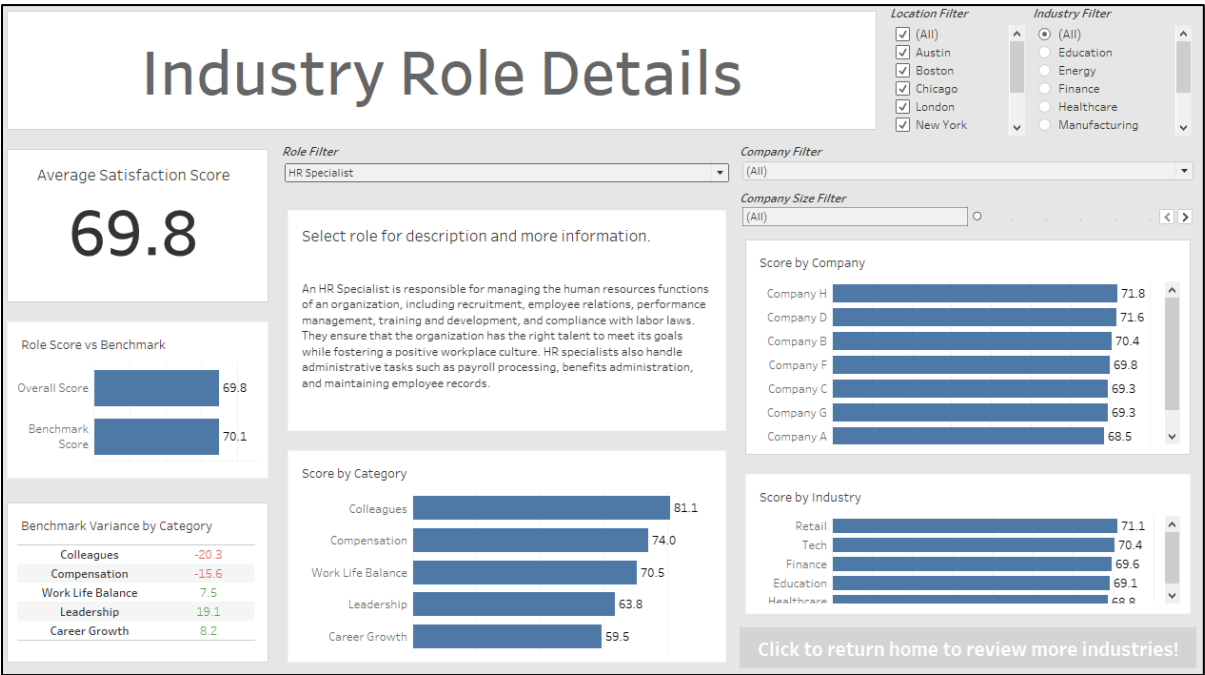 Industry Role Details
Location Filter
(All)
Austin
Boston
Chicago
London
New York
Industry Filter
(All)
Education
Energy
Finance
Healthcare
Manufacturing
Average Satisfaction Score
69.8
Role Filter
HR Specialist
Company Filter
(All)
Company Size Filter
(All)
Select role for description and more information.
An HR Specialist is responsible for managing the human resources functions
of an organization, including recruitment, employee relations, performance
management, training and development, and compliance with labor laws.
They ensure that the organization has the right talent to meet its goals
while fostering a positive workplace culture. HR specialists also handle
administrative tasks such as payroll processing, benefits administration,
and maintaining employee records.
Role Score vs Benchmark
Overall Score 69.8
Benchmark
Score 70.1
Benchmark Variance by Category
Colleagues -20.3
Compensation -15.6
Work Life Balance 7.5
Leadership 19.1
Career Growth 8.2
Score by Category
Colleagues 81.1
Compensation 74.0
Work Life Balance 70.5
Leadership 63.8
Career Growth 59.5
Score by Company
Company H 71.8
Company D 71.6
Company B 70.4
Company F 69.8
Company C 69.3
Company G 69.3
Company A 68.5
Score by Industry
Retail 71.1
Tech 70.4
Finance 69.6
Education 69.1
Healthcare 68.8
Click to return home to review more industries!